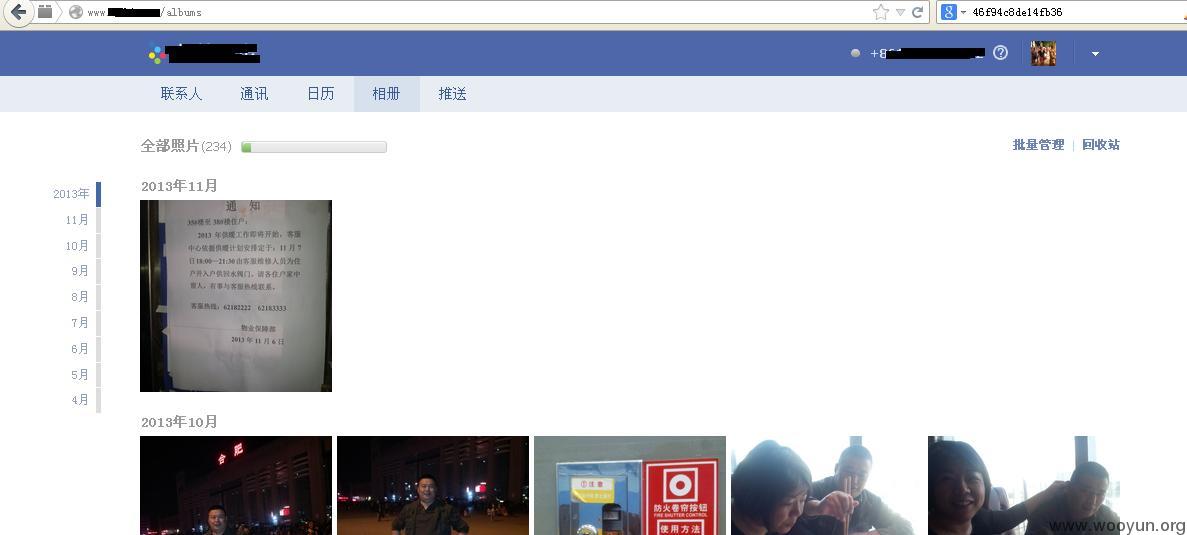 www. /albums
46f94c8de14fb36
+86
联系人 通讯 日历 相册 推送
全部照片(234)
批量管理 | 回收站
2013年
11月
10月
9月
8月
7月
6月
5月
4月
2013年11月
通 知
35#楼至38#楼住户:
2013 年供暖工作即将开始, 客服
中心依据供暖计划安排定于: 11 月 7
日18:00—21:30 由客服维修人员为住
户开入户供回水阀门, 请各住户家中
留人, 有事与客服热线联系。
客服热线: 62182222 62183333
物业保障部
2013 年 11 月 6 日
2013年10月
合肥
①注意
防火卷帘按钮
FIRE SHUTTER CONTROL
使用方法
www.wooyun.org